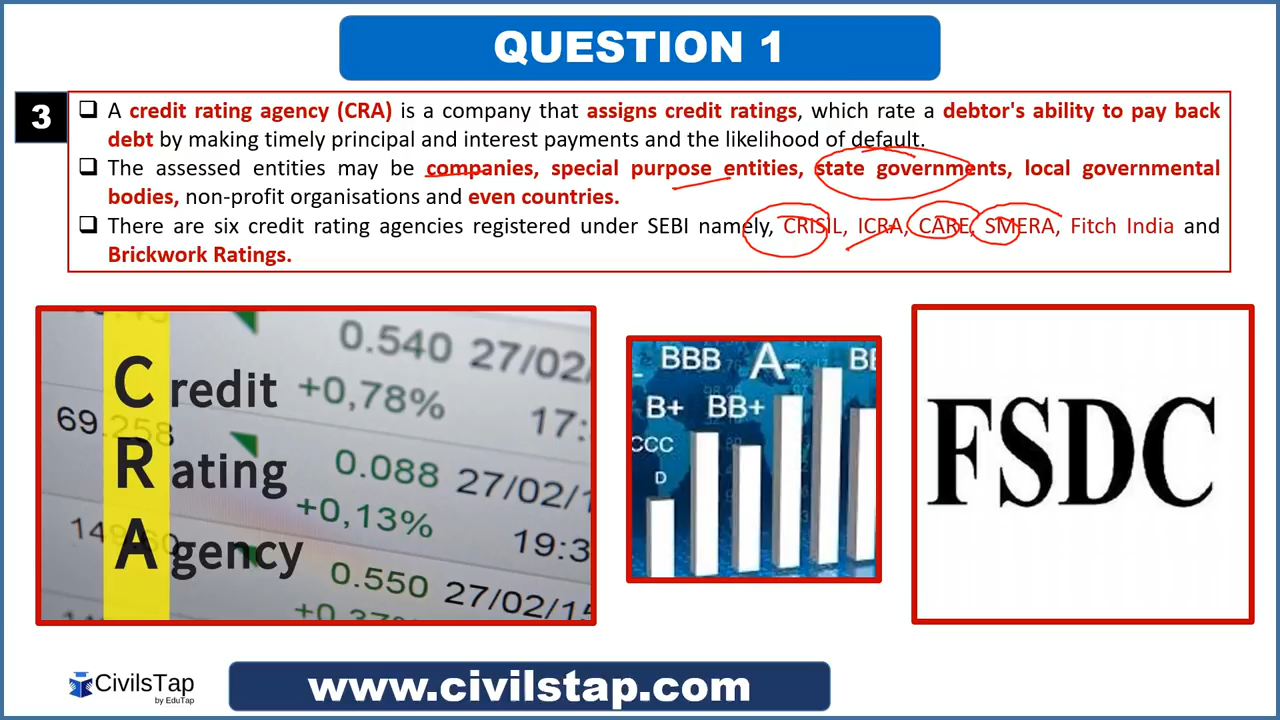 QUESTION 1
3
❑ A credit rating agency (CRA) is a company that assigns credit ratings, which rate a debtor's ability to pay back
debt by making timely principal and interest payments and the likelihood of default.
❑ The assessed entities may be companies, special purpose entities, state governments, local governmental
bodies, non-profit organisations and even countries.
❑ There are six credit rating agencies registered under SEBI namely, CRISIL, ICRA, CARE, SMERA, Fitch India and
Brickwork Ratings.
0.540 27/02/
Credit +0,78% 17:
69.258
Rating 0.088 27/02/1
+0,13% 19:3
Agency 0.550 27/02/15
BBB A-
B+ BB+
CCC
D
FSDC
CivilsTap
by EduTap
www.civilstap.com